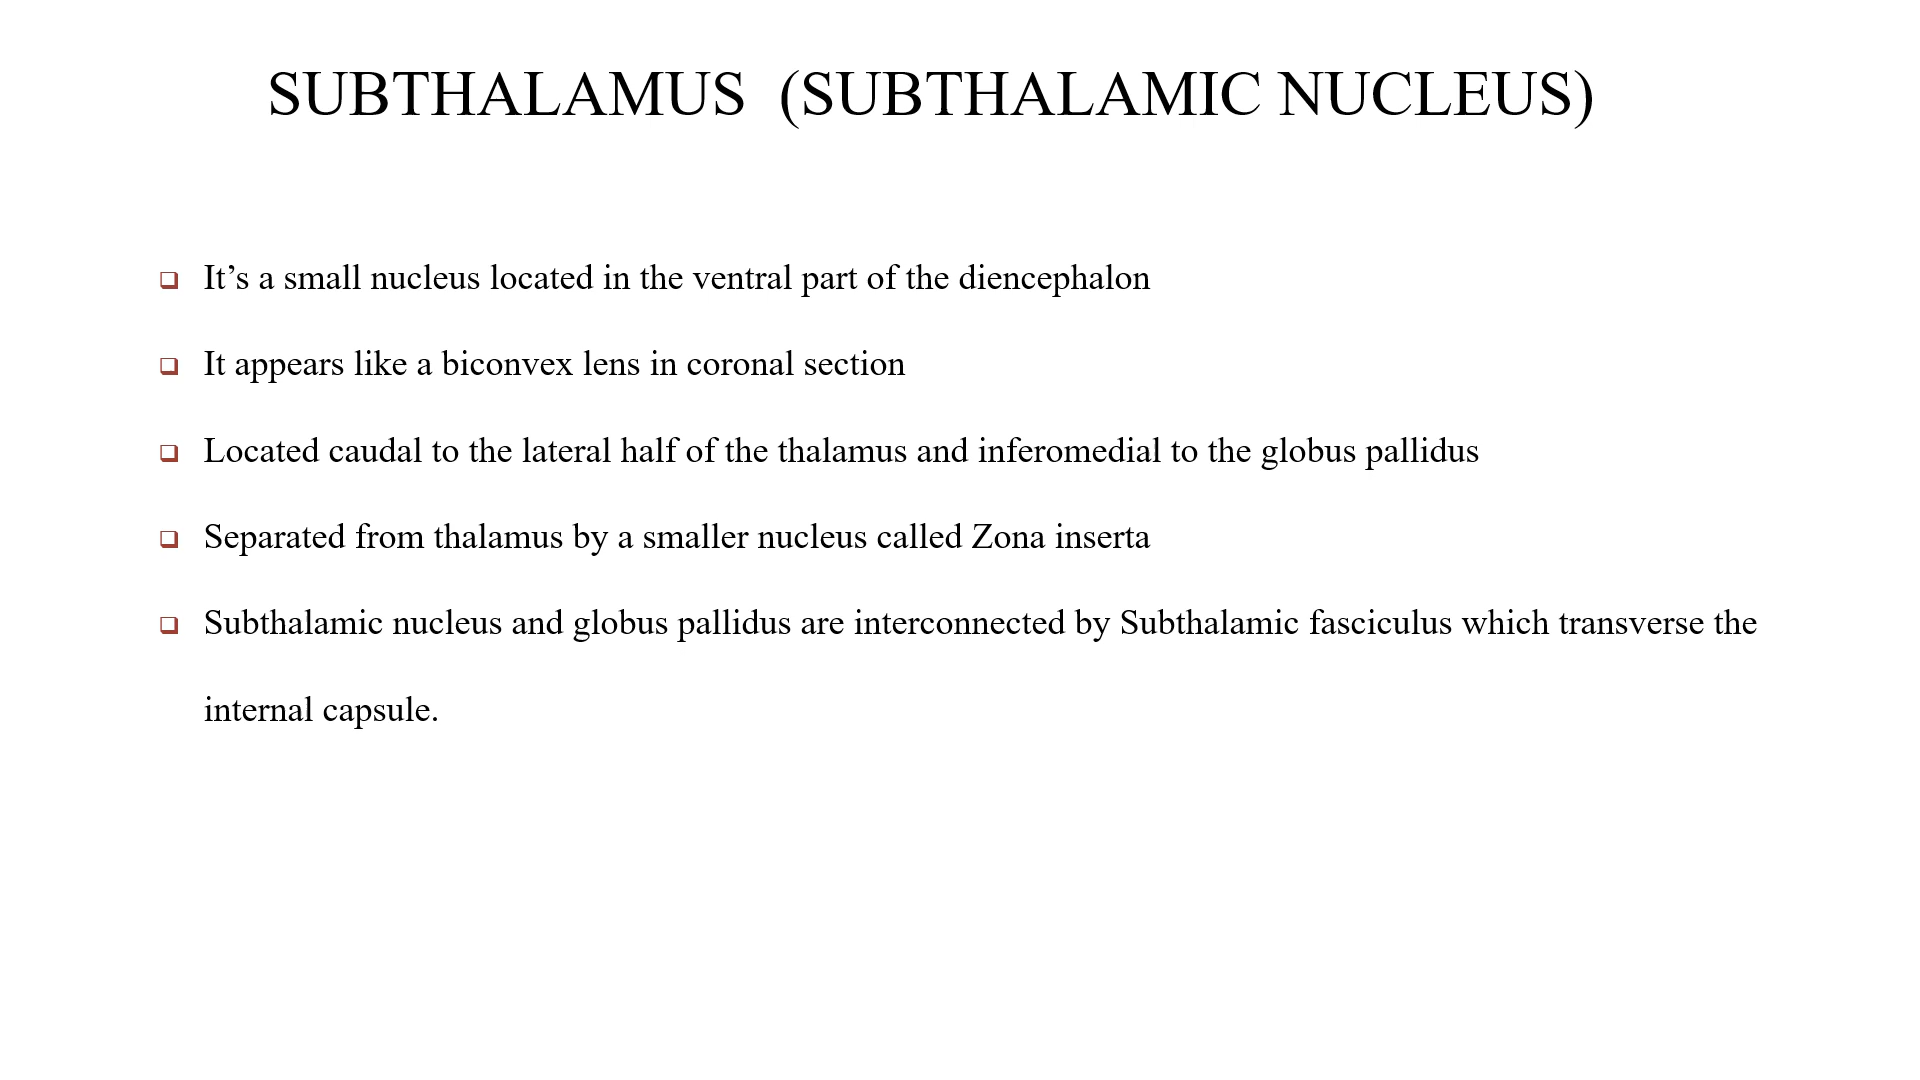 SUBTHALAMUS  (SUBTHALAMIC NUCLEUS)
It’s a small nucleus located in the ventral part of the diencephalon
It appears like a biconvex lens in coronal section
Located caudal to the lateral half of the thalamus and inferomedial to the globus pallidus
Separated from thalamus by a smaller nucleus called Zona inserta
Subthalamic nucleus and globus pallidus are interconnected by Subthalamic fasciculus which transverse the
internal capsule.